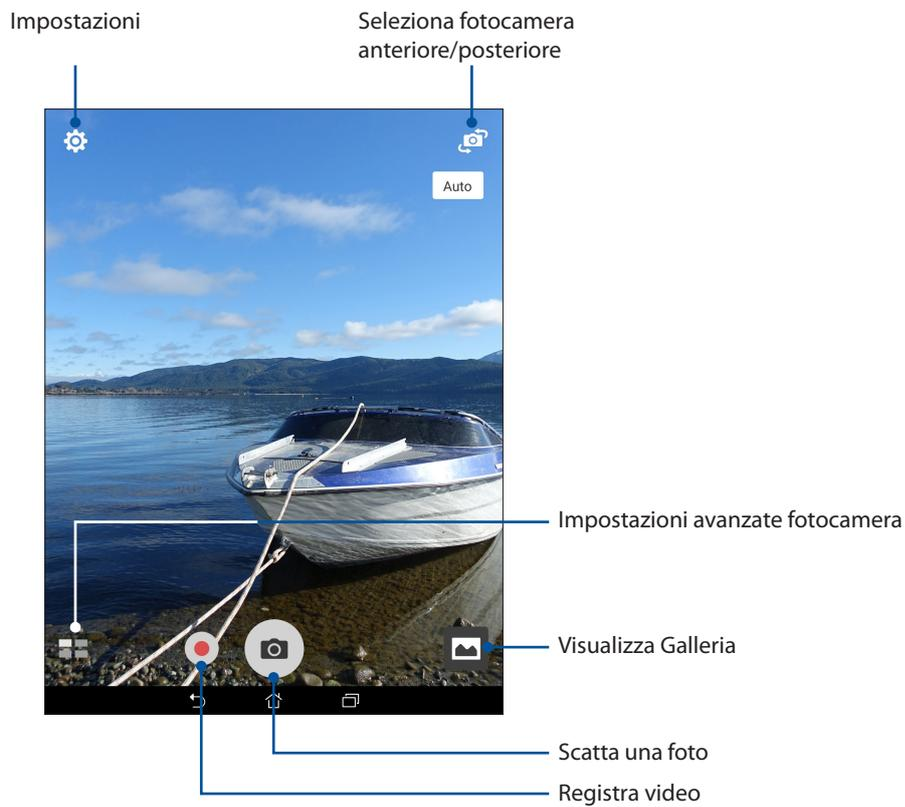 Impostazioni
Seleziona fotocamera
anteriore/posteriore
Auto
Impostazioni avanzate fotocamera
Visualizza Galleria
Scatta una foto
Registra video